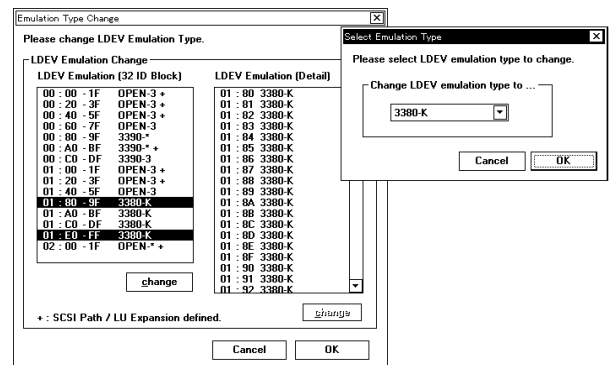 Emulation Type Change
Please change LDEV Emulation Type.
LDEV Emulation Change
LDEV Emulation (32 ID Block)
00 : 00 - 1F OPEN-3 +
00 : 20 - 3F OPEN-3 +
00 : 40 - 5F OPEN-3 +
00 : 60 - 7F OPEN-3
00 : 80 - 9F 3390-*
00 : A0 - BF 3390-* +
00 : C0 - DF 3390-3
01 : 00 - 1F OPEN-3 +
01 : 20 - 3F OPEN-3 +
01 : 40 - 5F OPEN-3
01 : 80 - 9F 3380-K
01 : A0 - BF 3380-K
01 : C0 - DF 3380-K
01 : E0 - FF 3380-K
02 : 00 - 1F OPEN-* +
change
LDEV Emulation (Detail)
01 : 80 3380-K
01 : 81 3380-K
01 : 82 3380-K
01 : 83 3380-K
01 : 84 3380-K
01 : 85 3380-K
01 : 86 3380-K
01 : 87 3380-K
01 : 88 3380-K
01 : 89 3380-K
01 : 8A 3380-K
01 : 8B 3380-K
01 : 8C 3380-K
01 : 8D 3380-K
01 : 8E 3380-K
01 : 8F 3380-K
01 : 90 3380-K
01 : 91 3380-K
01 : 92 3380-K
change
+ : SCSI Path / LU Expansion defined.
Cancel OK
Select Emulation Type
Please select LDEV emulation type to change.
Change LDEV emulation type to ...
3380-K
Cancel OK